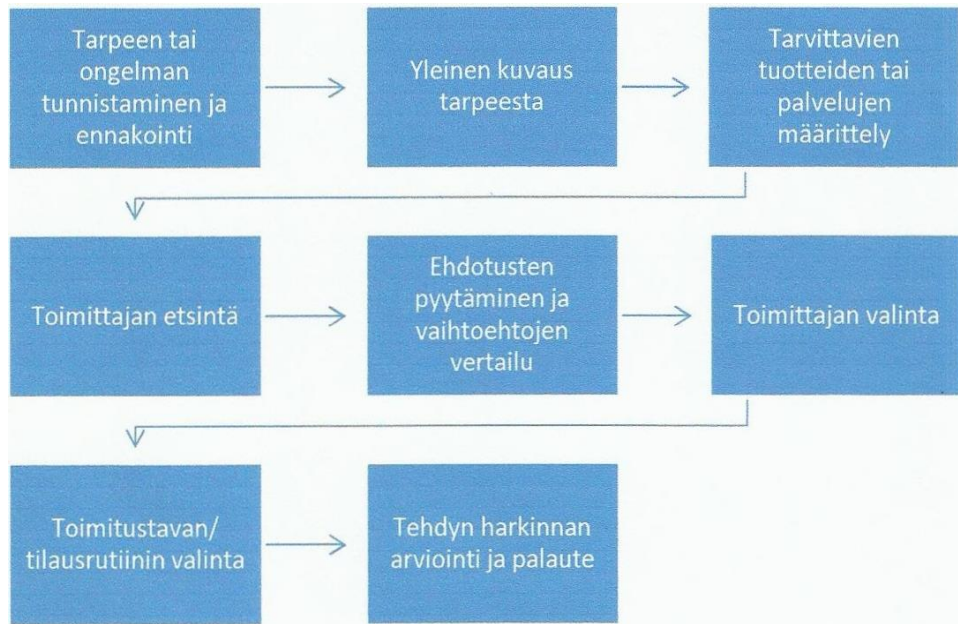 Tarpeen tai
ongelman
tunnistaminen ja
ennakointi
Yleinen kuvaus
tarpeesta
Tarvittavien
tuotteiden tai
palvelujen
määrittely
Toimittajan etsintä
Ehdotusten
pyytäminen ja
vaihtoehtojen
vertailu
Toimittajan valinta
Toimitustavan/
tilausrutiinin valinta
Tehdyn harkinnan
arviointi ja palaute